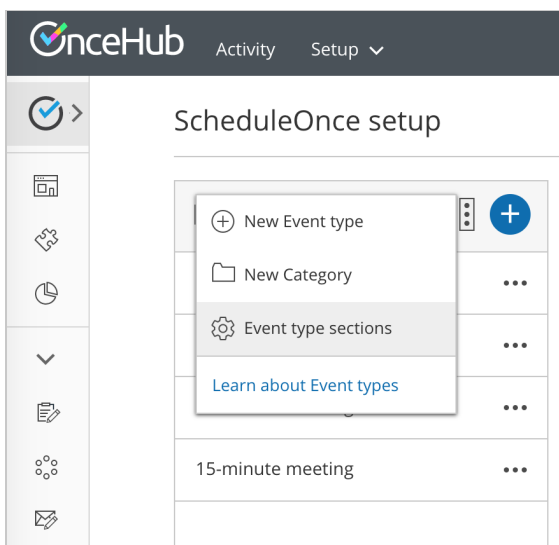 OnceHub Activity Setup
ScheduleOnce setup
New Event type
New Category
Event type sections
Learn about Event types
15-minute meeting